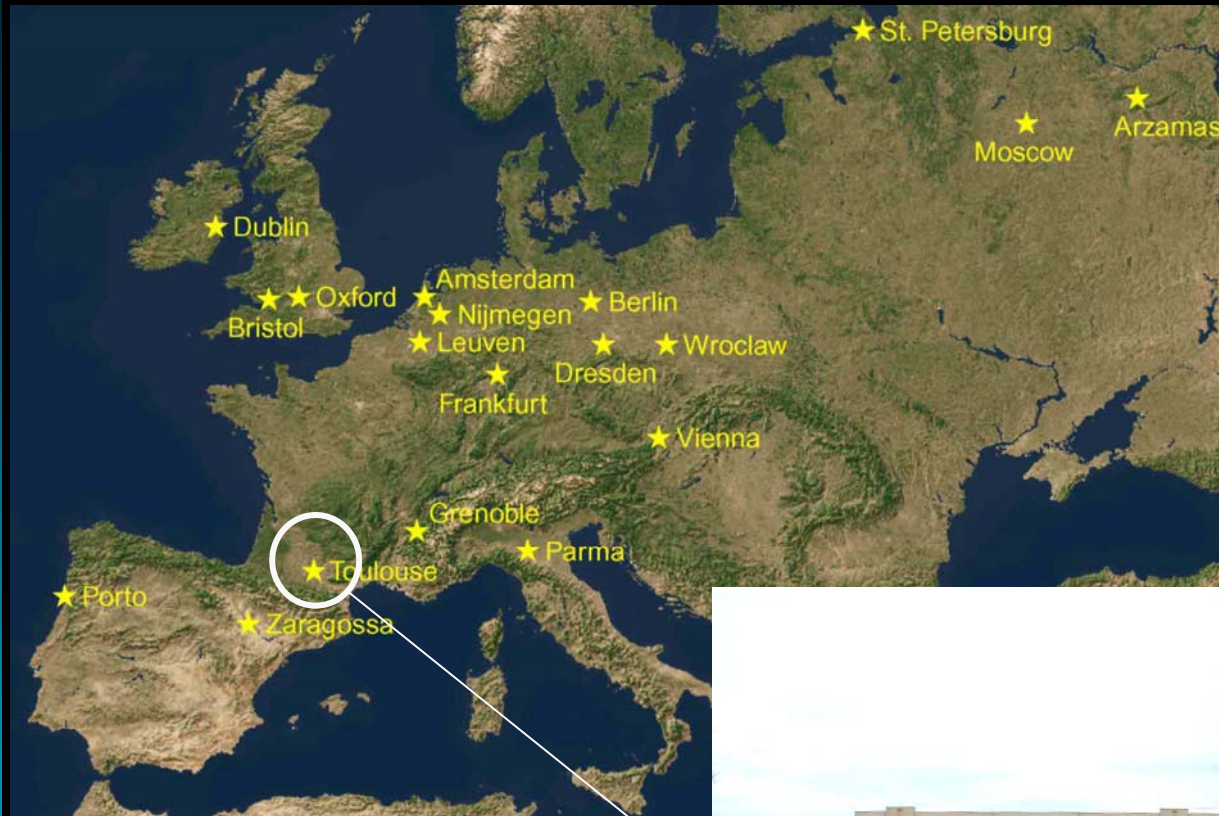 St. Petersburg
Arzamas
Moscow
Dublin
Amsterdam
Oxford
Berlin
Nijmegen
Bristol
Leuven
Wroclaw
Dresden
Frankfurt
Vienna
Grenoble
Parma
Toulouse
Porto
Zaragossa